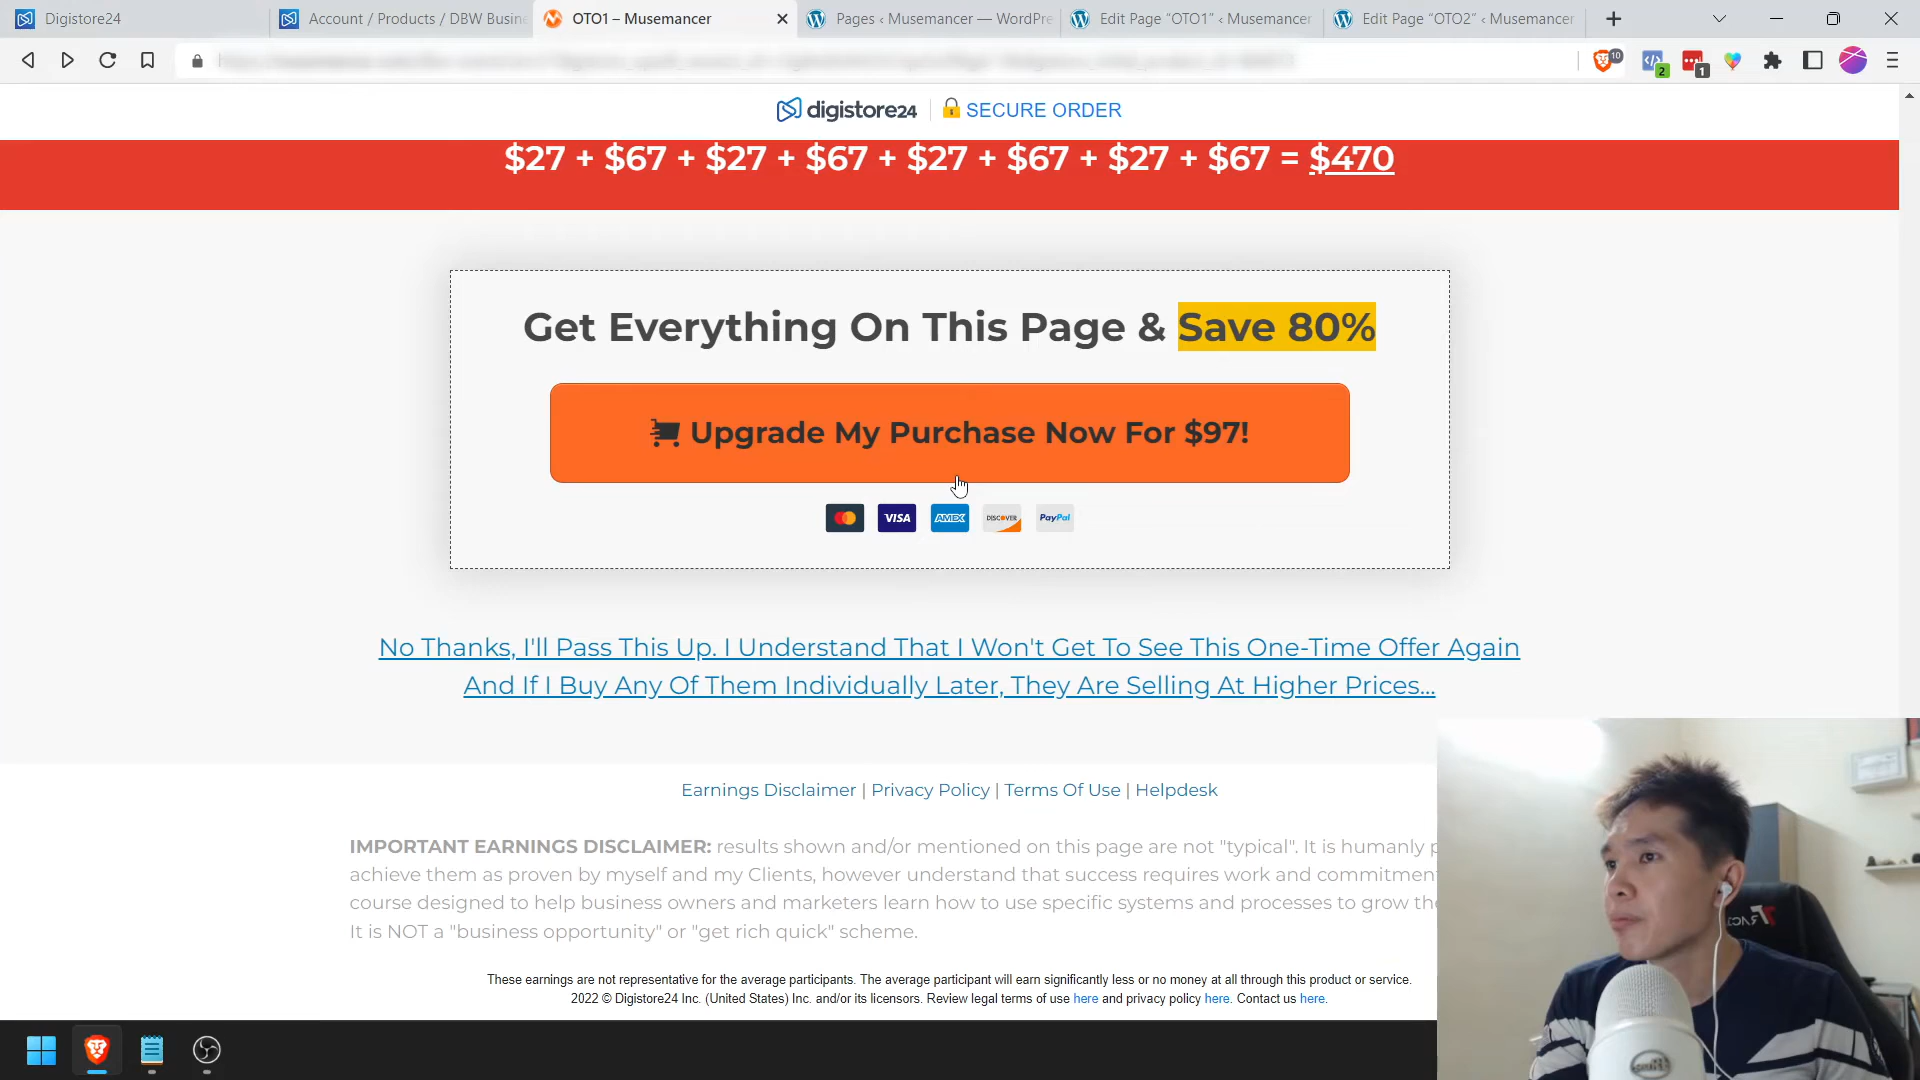 Digistore24
Account / Products / DBW Busin
OTO1 – Musemancer
Pages ‹ Musemancer — WordPre
Edit Page “OTO1” ‹ Musemancer
Edit Page “OTO2” ‹ Musemancer
10
2
1
digistore24
SECURE ORDER
$27 + $67 + $27 + $67 + $27 + $67 + $27 + $67 = $470
Get Everything On This Page & Save 80%
Upgrade My Purchase Now For $97!
VISA
AMEX
DISCOVER
PayPal
No Thanks, I'll Pass This Up. I Understand That I Won't Get To See This One-Time Offer Again
And If I Buy Any Of Them Individually Later, They Are Selling At Higher Prices...
Earnings Disclaimer | Privacy Policy | Terms Of Use | Helpdesk
IMPORTANT EARNINGS DISCLAIMER: results shown and/or mentioned on this page are not "typical". It is humanly p
achieve them as proven by myself and my Clients, however understand that success requires work and commitmen
course designed to help business owners and marketers learn how to use specific systems and processes to grow the
It is NOT a "business opportunity" or "get rich quick" scheme.
These earnings are not representative for the average participants. The average participant will earn significantly less or no money at all through this product or service.
2022 © Digistore24 Inc. (United States) Inc. and/or its licensors. Review legal terms of use here and privacy policy here. Contact us here.